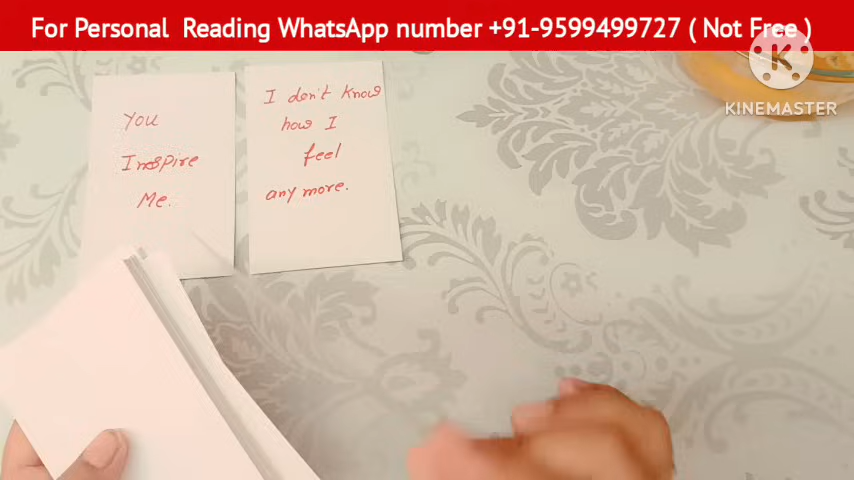 For Personal Reading WhatsApp number +91-9599499727 ( Not Free )
KINEMASTER
You
Inspire
Me.
I don't know
how I
feel
any more.